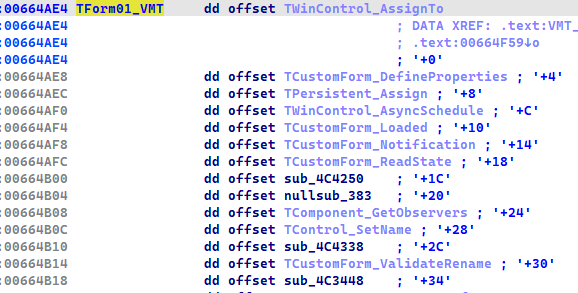 :00664AE4 TForm01_VMT dd offset TWinControl_AssignTo
:00664AE4 ; DATA XREF: .text:VMT_
:00664AE4 ; .text:00664F59↓o
:00664AE4 ; '+0'
:00664AE8 dd offset TCustomForm_DefineProperties ; '+4'
:00664AEC dd offset TPersistent_Assign ; '+8'
:00664AF0 dd offset TWinControl_AsyncSchedule ; '+C'
:00664AF4 dd offset TCustomForm_Loaded ; '+10'
:00664AF8 dd offset TCustomForm_Notification ; '+14'
:00664AFC dd offset TCustomForm_ReadState ; '+18'
:00664B00 dd offset sub_4C4250 ; '+1C'
:00664B04 dd offset nullsub_383 ; '+20'
:00664B08 dd offset TComponent_GetObservers ; '+24'
:00664B0C dd offset TControl_SetName ; '+28'
:00664B10 dd offset sub_4C4338 ; '+2C'
:00664B14 dd offset TCustomForm_ValidateRename ; '+30'
:00664B18 dd offset sub_4C3448 ; '+34'